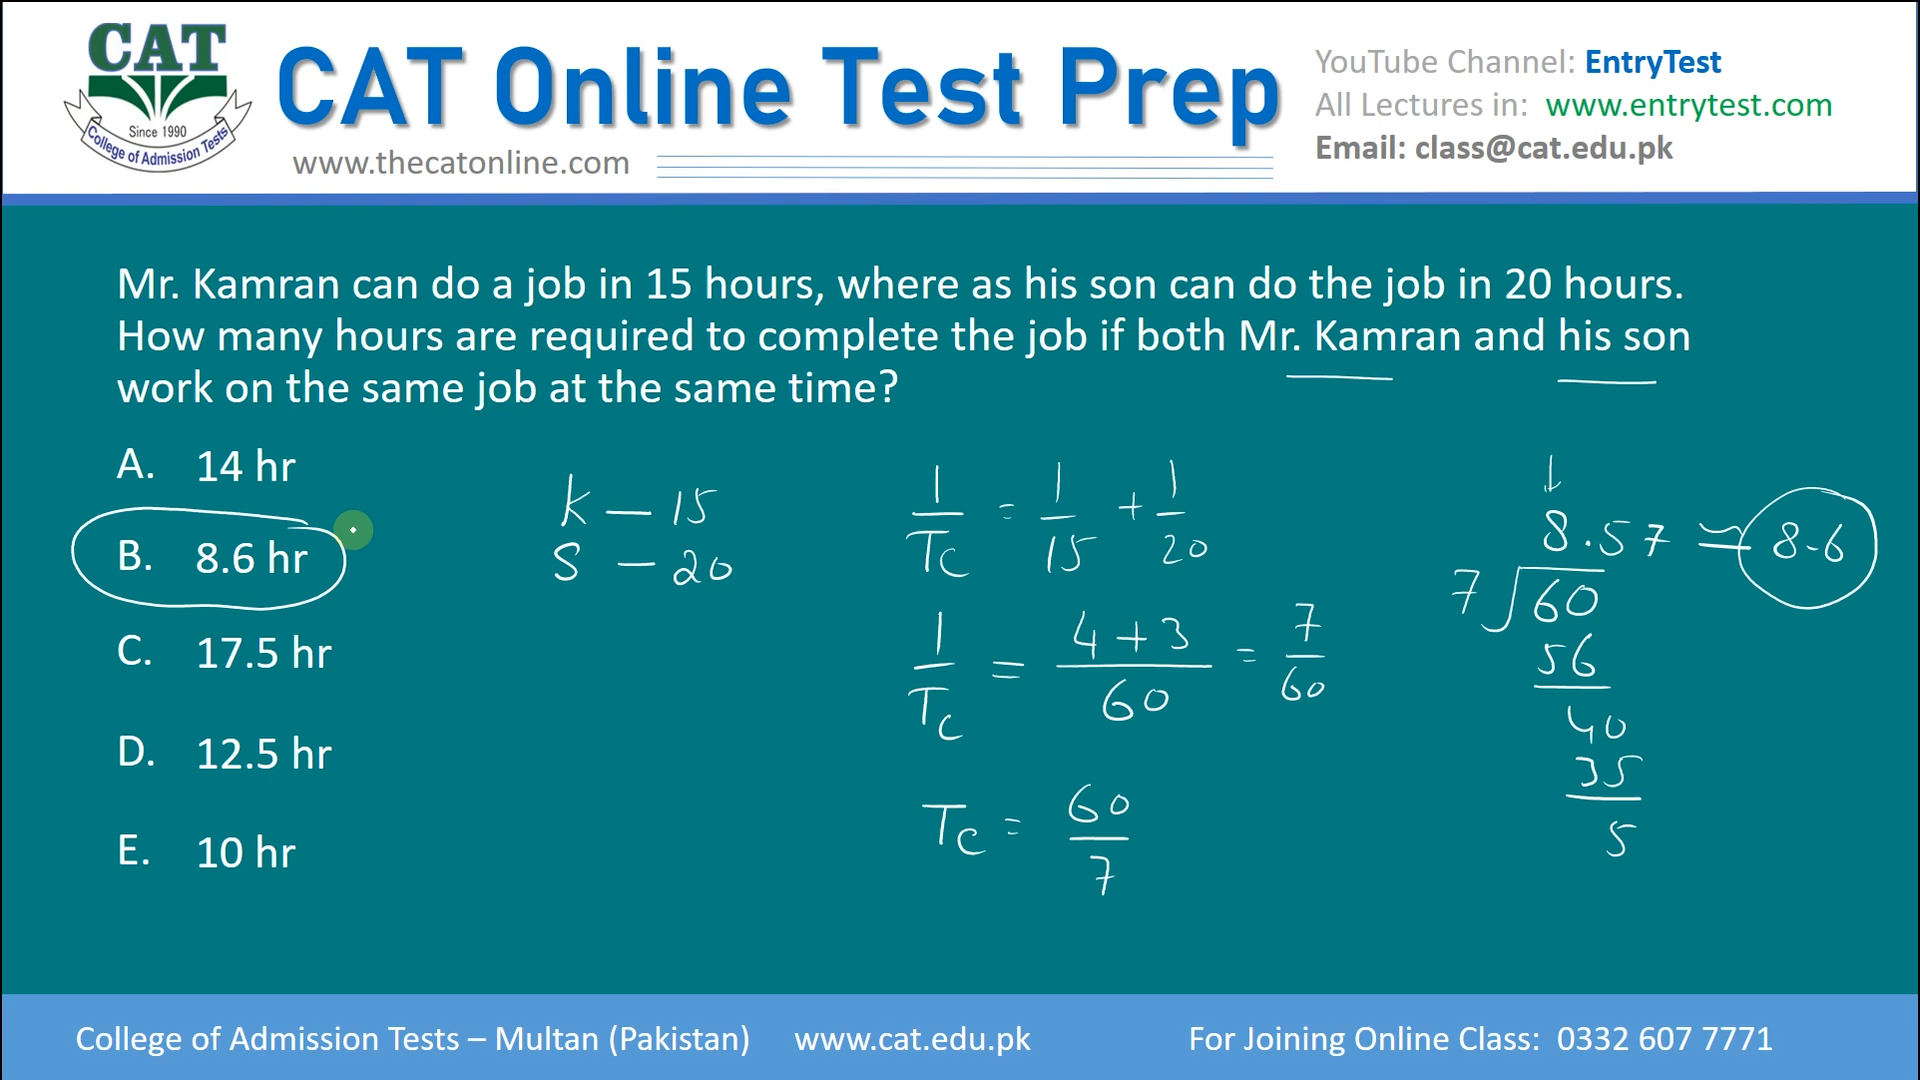 CAT
Since 1990
College of Admission Tests
CAT Online Test Prep
www.thecatonline.com
YouTube Channel: EntryTest
All Lectures in: www.entrytest.com
Email: class@cat.edu.pk
Mr. Kamran can do a job in 15 hours, where as his son can do the job in 20 hours.
How many hours are required to complete the job if both Mr. Kamran and his son
work on the same job at the same time?
A. 14 hr
B. 8.6 hr
C. 17.5 hr
D. 12.5 hr
E. 10 hr
K — 15
S — 20
1/Tc = 1/15 + 1/20
1/Tc = 4+3/60 = 7/60
Tc = 60/7
8.57 ≃ 8.6
7 60
56
40
35
5
College of Admission Tests – Multan (Pakistan) www.cat.edu.pk For Joining Online Class: 0332 607 7771